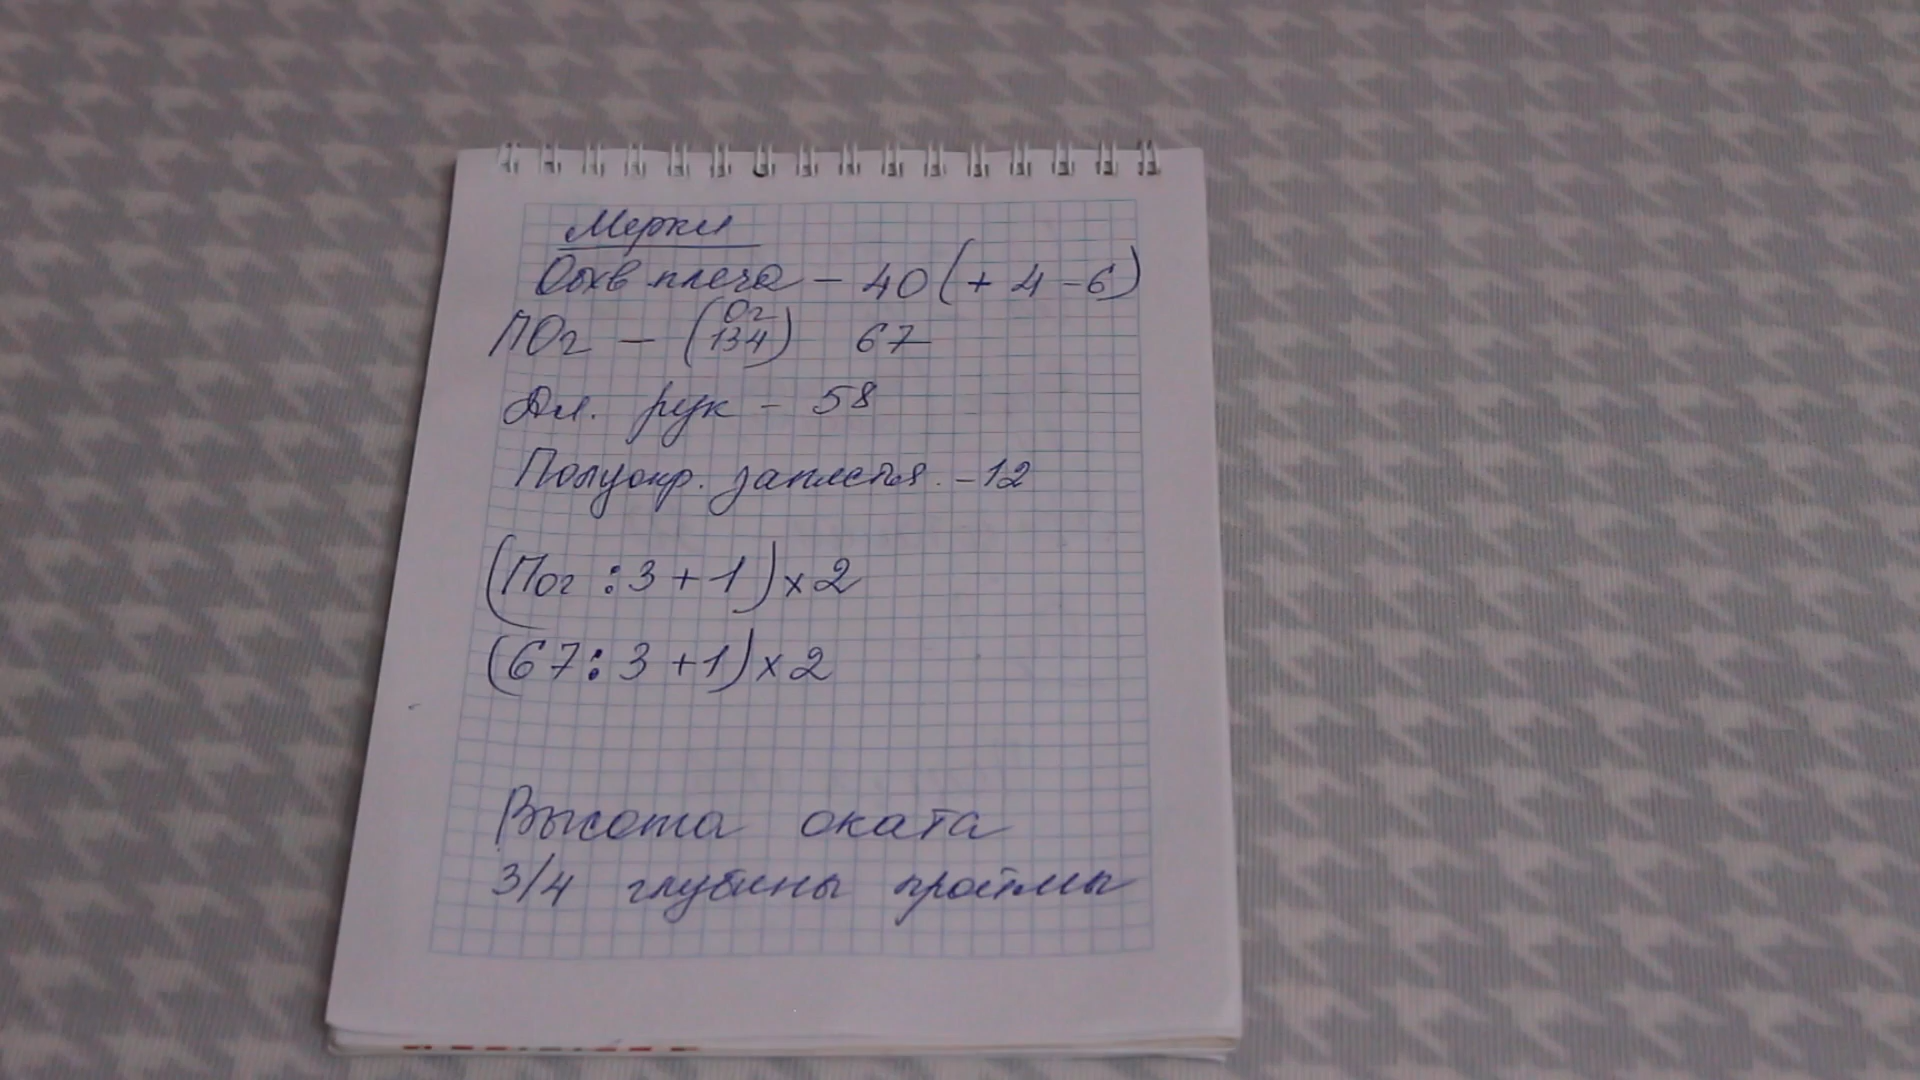 Мерки
Обхв плеча - 40 (+ 4 - 6)
ПОг - (Ог 134) 67
Дл. рук - 58
Полуокр. запястья. - 12
(Пог : 3 + 1) х 2
(67 : 3 + 1) х 2
Высота оката
3/4 глубины проймы